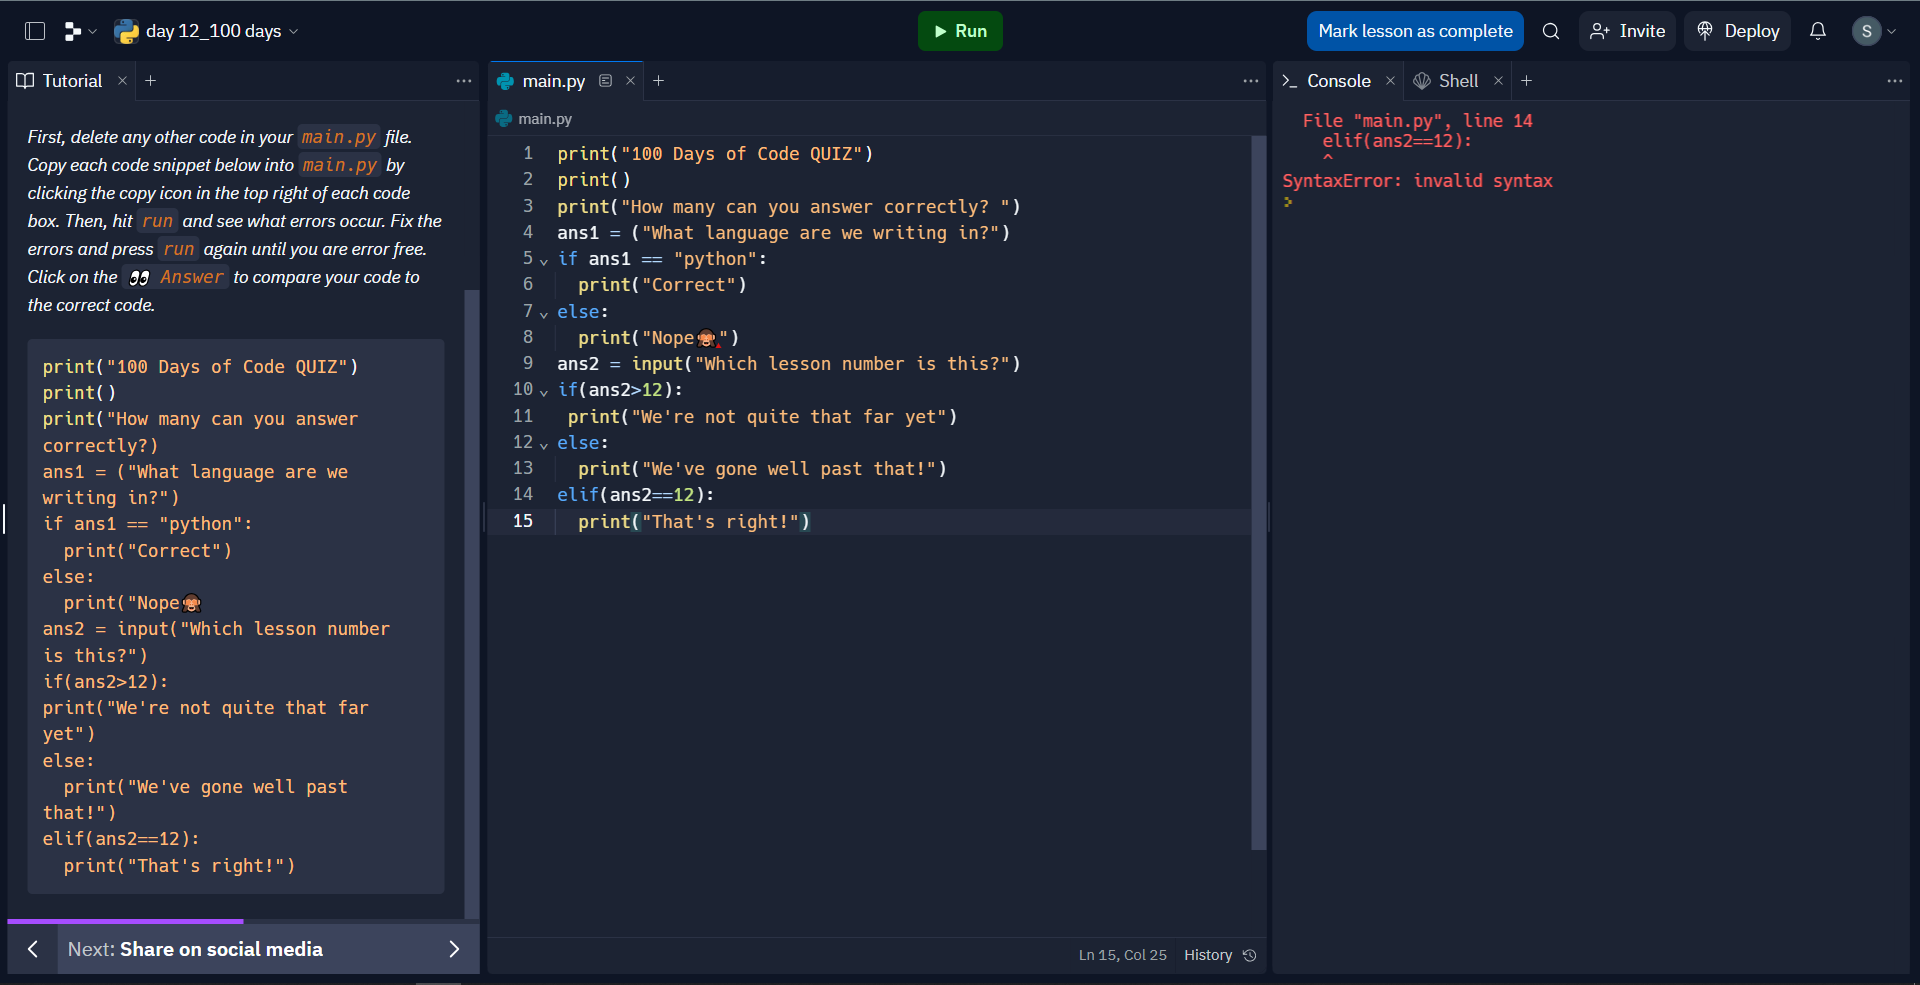 day 12_100 days
Run
Mark lesson as complete
Invite
Deploy
S
Tutorial
First, delete any other code in your main.py file.
Copy each code snippet below into main.py by
clicking the copy icon in the top right of each code
box. Then, hit run and see what errors occur. Fix the
errors and press run again until you are error free.
Click on the 👀 Answer to compare your code to
the correct code.
print("100 Days of Code QUIZ")
print()
print("How many can you answer
correctly?)
ans1 = ("What language are we
writing in?")
if ans1 == "python":
  print("Correct")
else:
  print("Nope🙈
ans2 = input("Which lesson number
is this?")
if(ans2>12):
print("We're not quite that far
yet")
else:
  print("We've gone well past
that!")
elif(ans2==12):
  print("That's right!")
Next: Share on social media
main.py
main.py
1 print("100 Days of Code QUIZ")
2 print()
3 print("How many can you answer correctly? ")
4 ans1 = ("What language are we writing in?")
5 if ans1 == "python":
6   print("Correct")
7 else:
8   print("Nope🙈")
9 ans2 = input("Which lesson number is this?")
10 if(ans2>12):
11  print("We're not quite that far yet")
12 else:
13   print("We've gone well past that!")
14 elif(ans2==12):
15   print("That's right!")
Ln 15, Col 25 History
Console
Shell
File "main.py", line 14
elif(ans2==12):
^
SyntaxError: invalid syntax